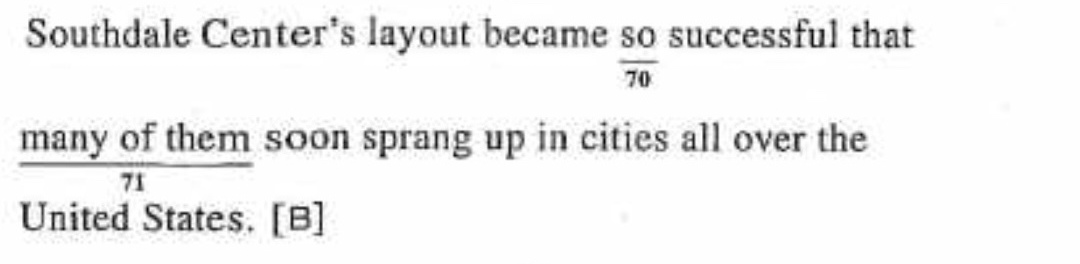 Southdale Center's layout became so successful that
70
many of them soon sprang up in cities all over the
71
United States. [B]